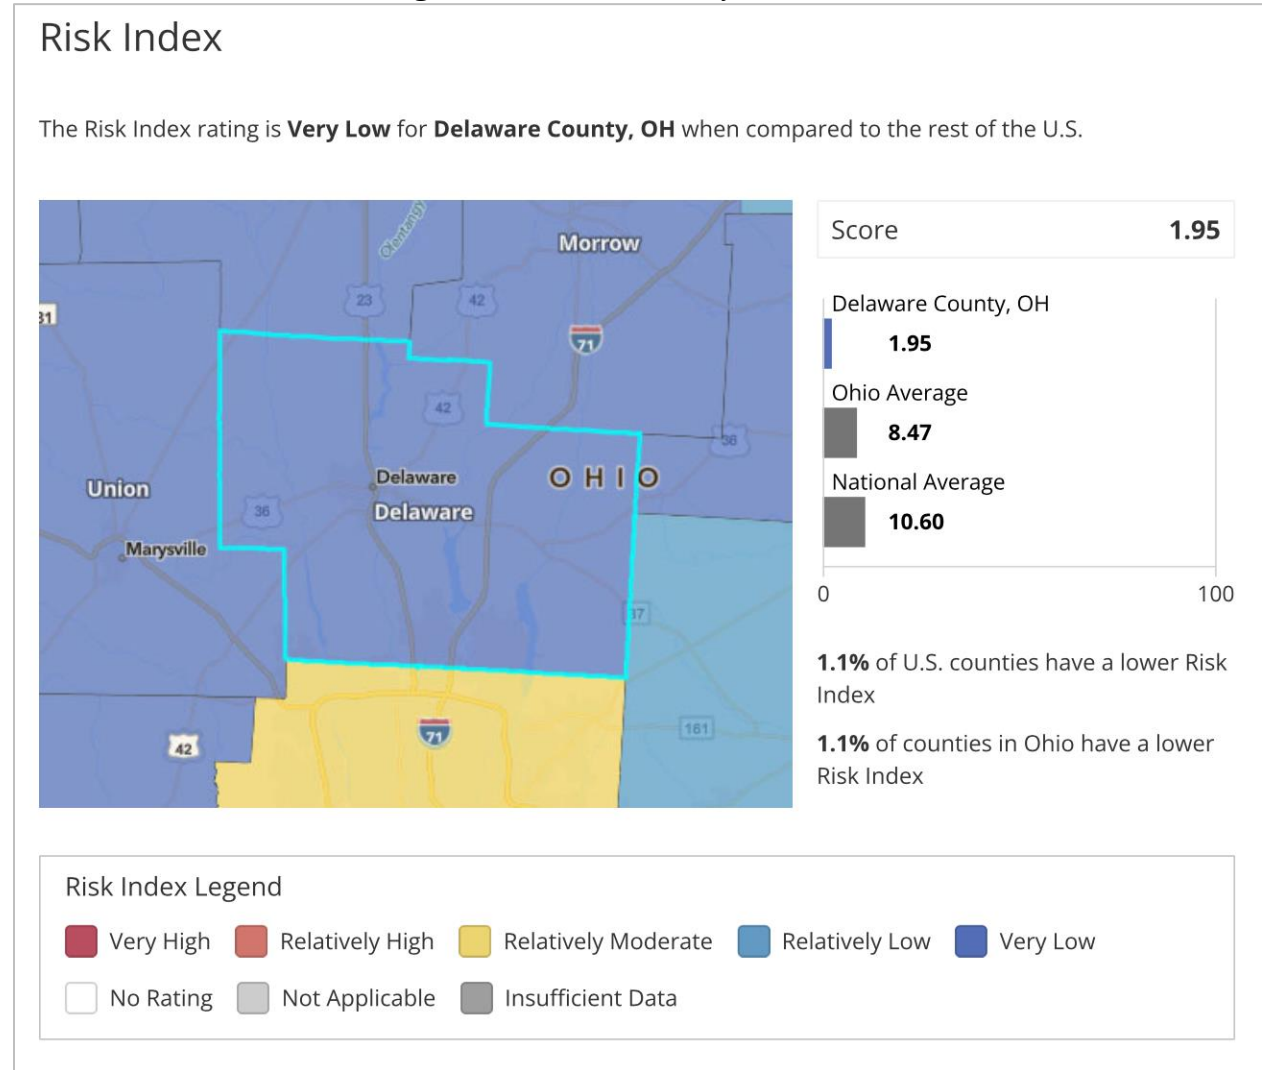 Risk Index
The Risk Index rating is Very Low for Delaware County, OH when compared to the rest of the U.S.
Olentangy
Morrow
23
42
31
71
42
36
Delaware
OHIO
Union
36
Delaware
Marysville
37
71
161
42
Score 1.95
Delaware County, OH
1.95
Ohio Average
8.47
National Average
10.60
0 100
1.1% of U.S. counties have a lower Risk
Index
1.1% of counties in Ohio have a lower
Risk Index
Risk Index Legend
Very High Relatively High Relatively Moderate Relatively Low Very Low
No Rating Not Applicable Insufficient Data